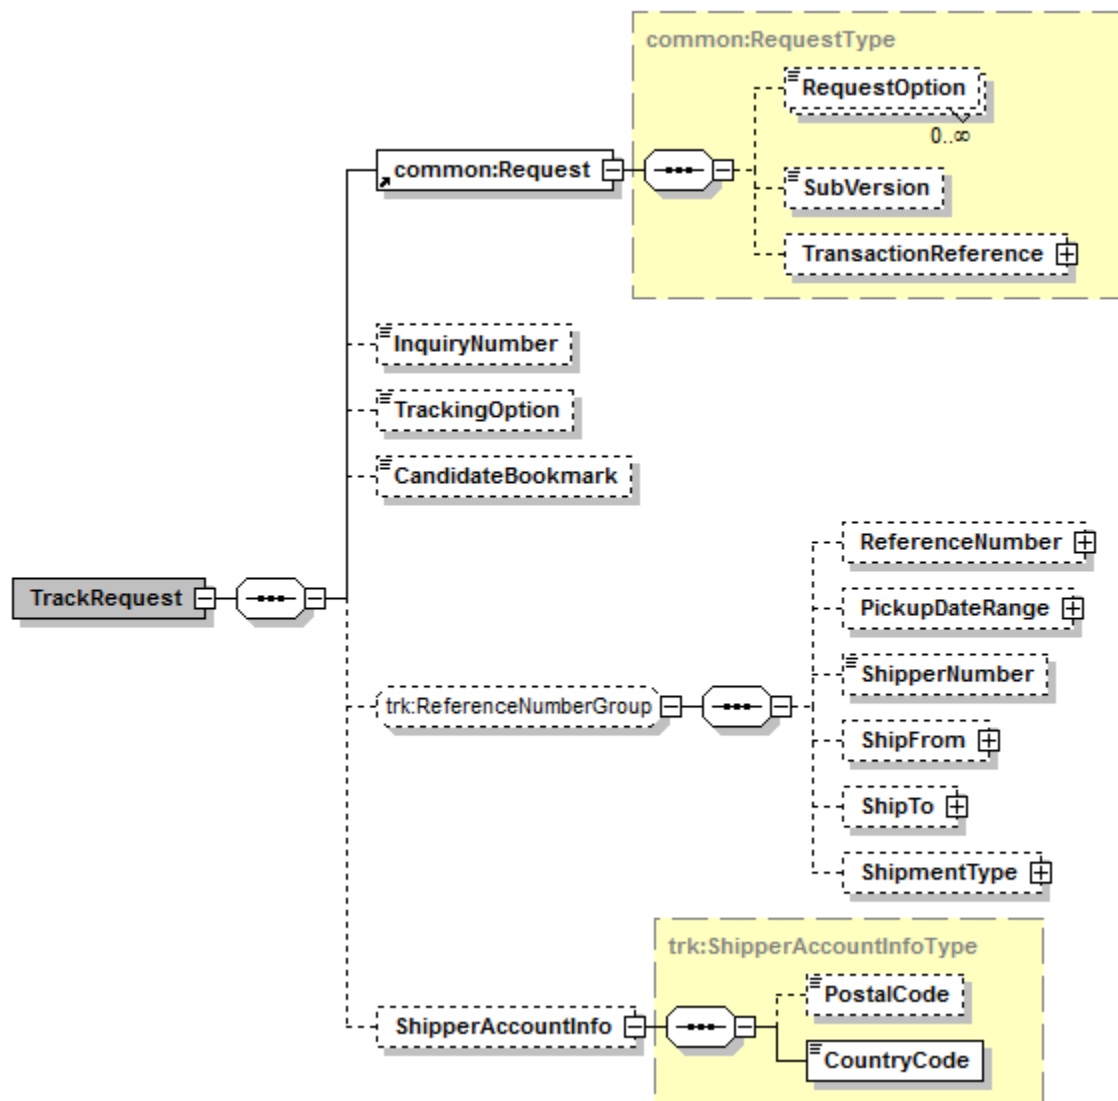 common:RequestType
RequestOption
0..∞
common:Request
SubVersion
TransactionReference
InquiryNumber
TrackingOption
CandidateBookmark
ReferenceNumber
TrackRequest
PickupDateRange
ShipperNumber
trk:ReferenceNumberGroup
ShipFrom
ShipTo
ShipmentType
trk:ShipperAccountInfoType
PostalCode
ShipperAccountInfo
CountryCode